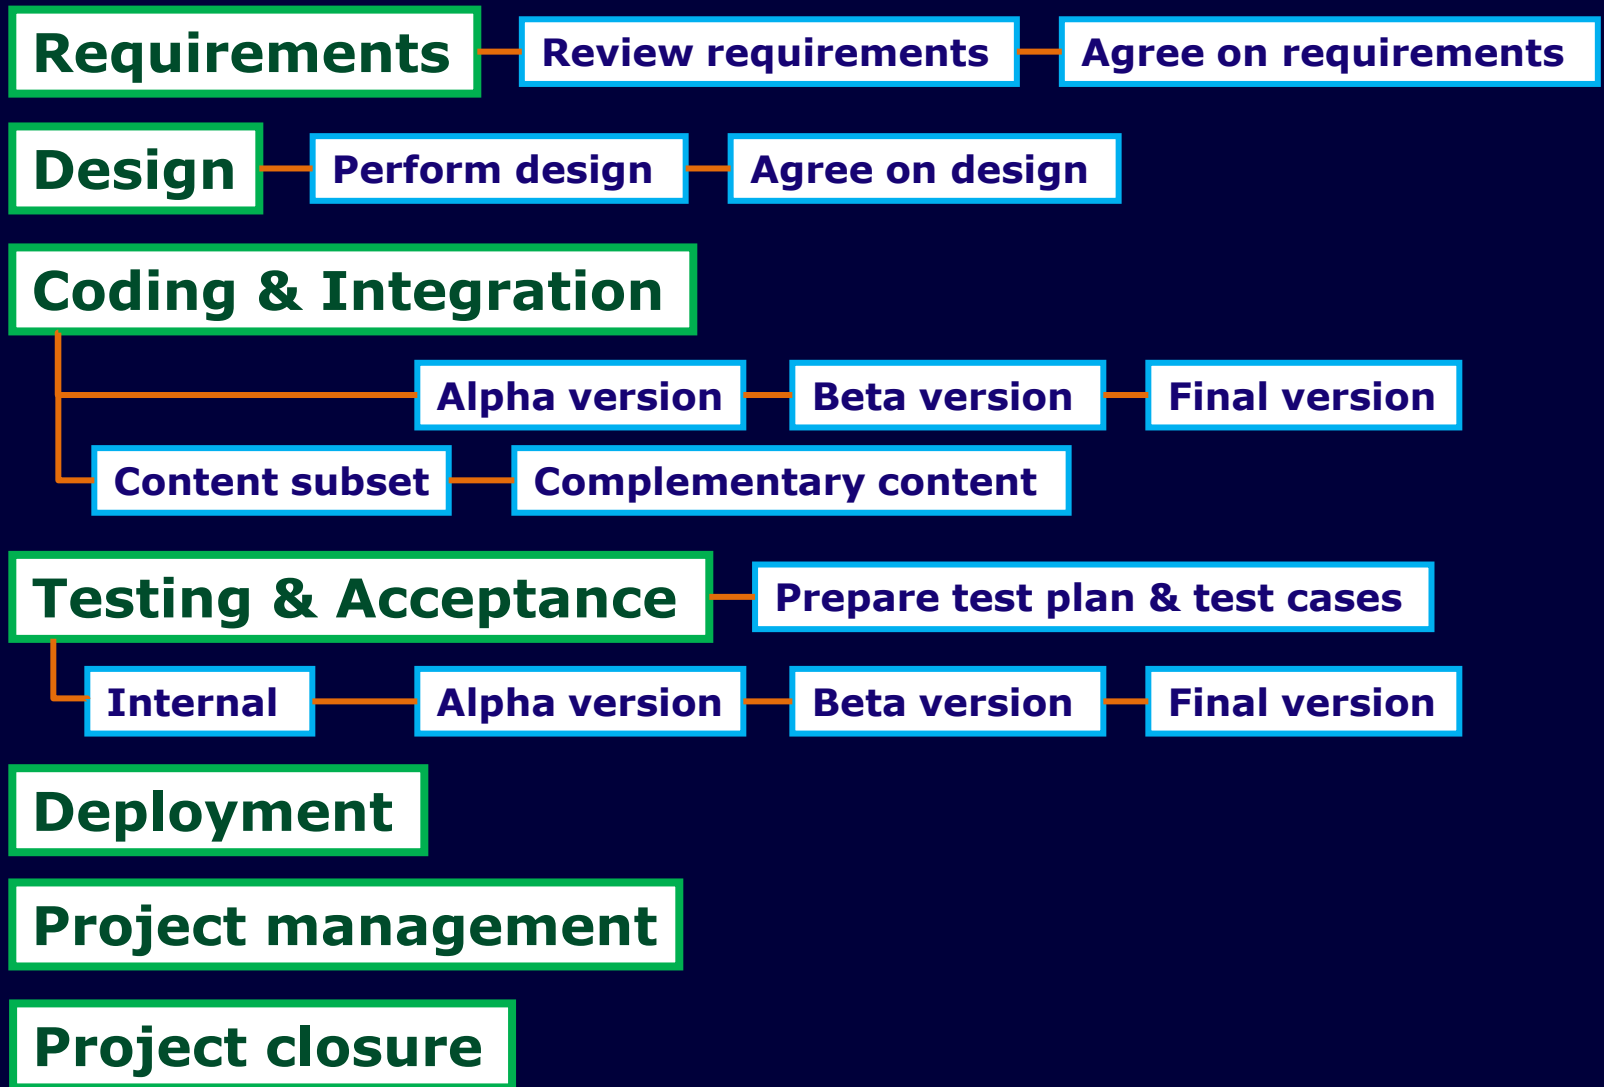 Requirements
Review requirements
Agree on requirements
Design
Perform design
Agree on design
Coding & Integration
Alpha version
Beta version
Final version
Content subset
Complementary content
Testing & Acceptance
Prepare test plan & test cases
Internal
Alpha version
Beta version
Final version
Deployment
Project management
Project closure